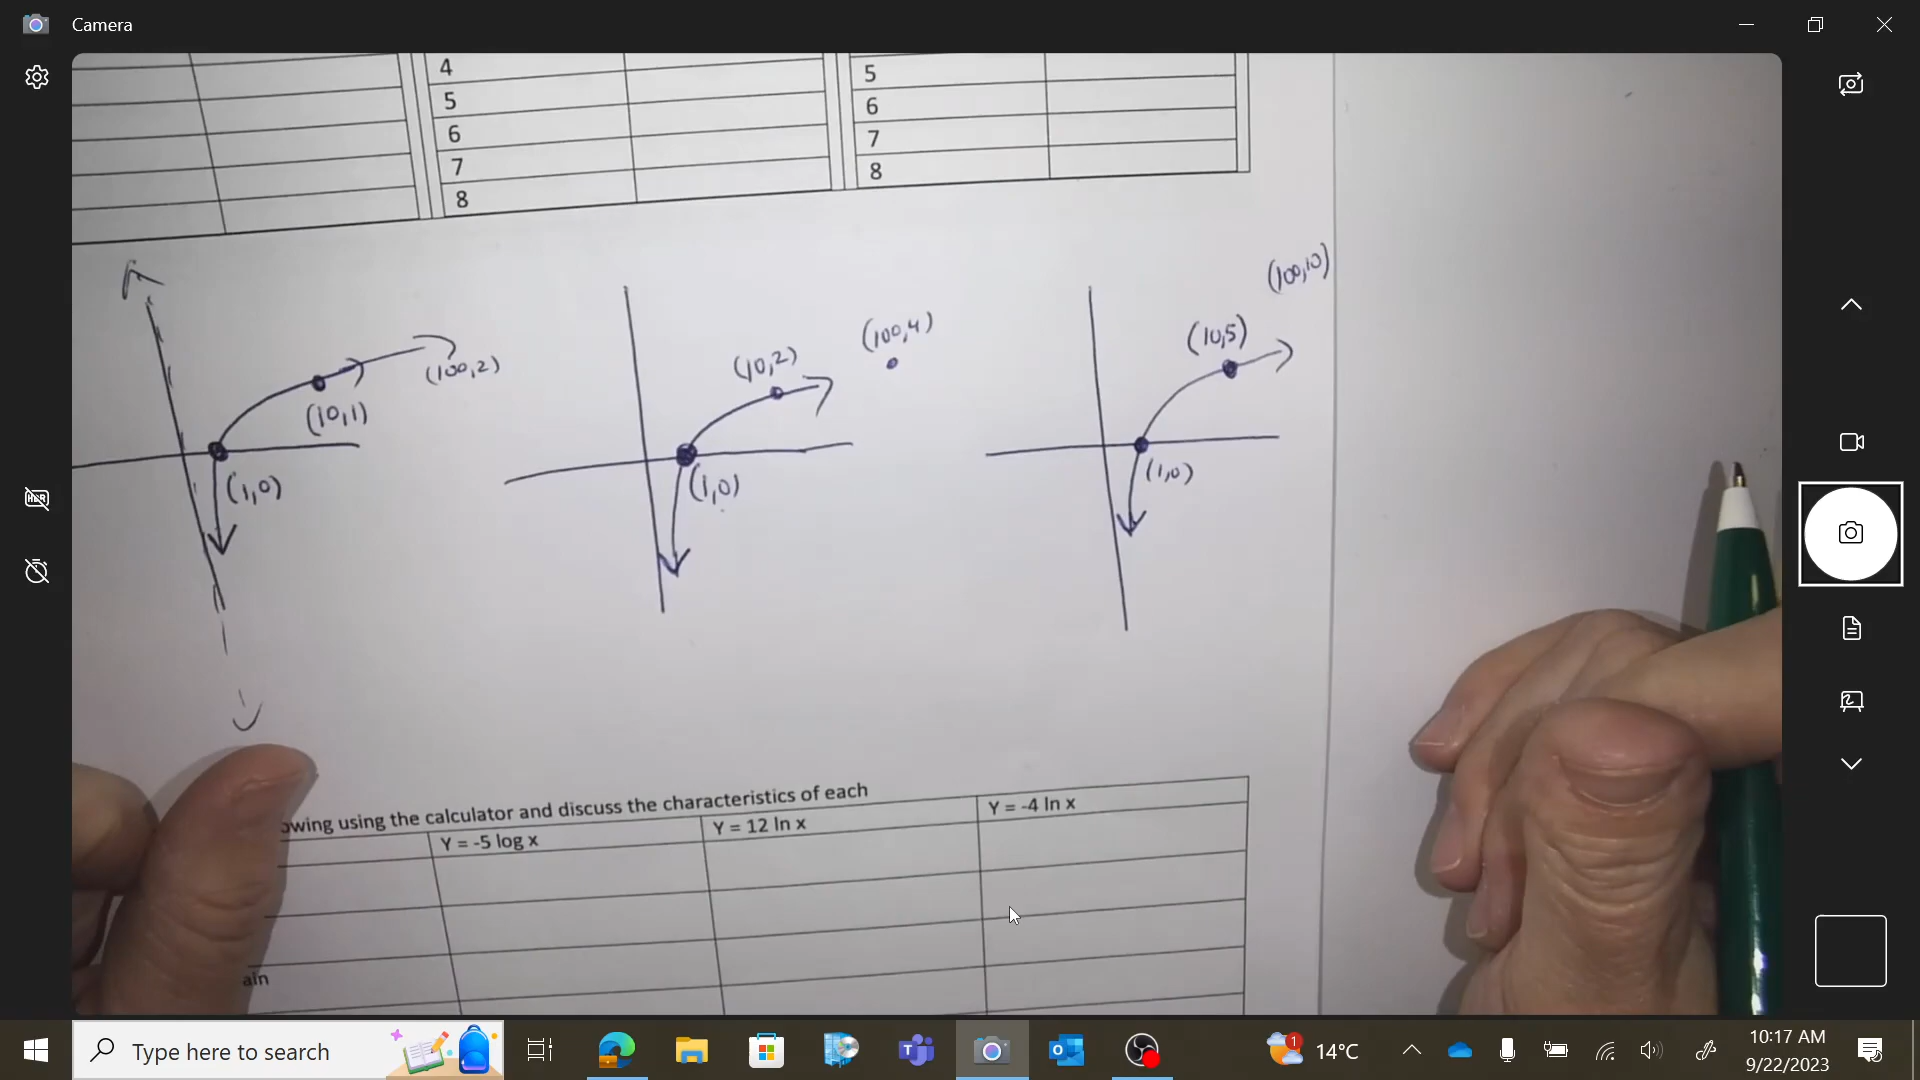 Camera
4
5
6
7
8
5
6
7
8
(100,10)
(100,4)
(10,5)
(10,2)
(100,2)
(10,1)
(1,0)
(1,0)
(1,0)
owing using the calculator and discuss the characteristics of each
Y = -5 log x
Y = 12 ln x
Y = -4 ln x
ain
Type here to search
1
14°C
10:17 AM
9/22/2023